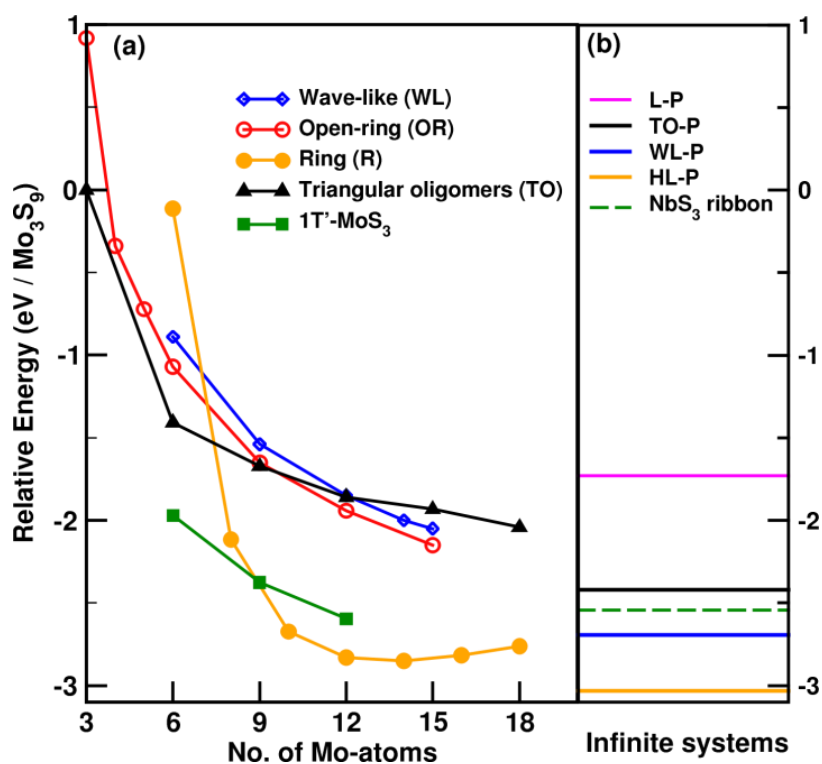 (a)
(b)
1
0
-1
-2
-3
Relative Energy (eV / Mo₃S₉)
Wave-like (WL)
Open-ring (OR)
Ring (R)
Triangular oligomers (TO)
1T'-MoS₃
3 6 9 12 15 18
No. of Mo-atoms
L-P
TO-P
WL-P
HL-P
NbS₃ ribbon
1
0
-1
-2
-3
Infinite systems